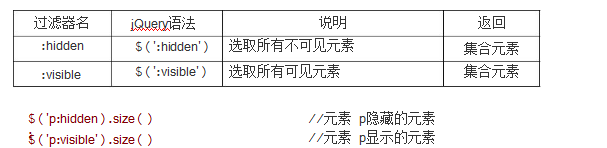 过滤器名 jQuery语法 说明 返回
:hidden $(':hidden') 选取所有不可见元素 集合元素
:visible $(':visible') 选取所有可见元素 集合元素
$('p:hidden).size() //元素 p隐藏的元素
$('p:visible').size() //元素 p显示的元素